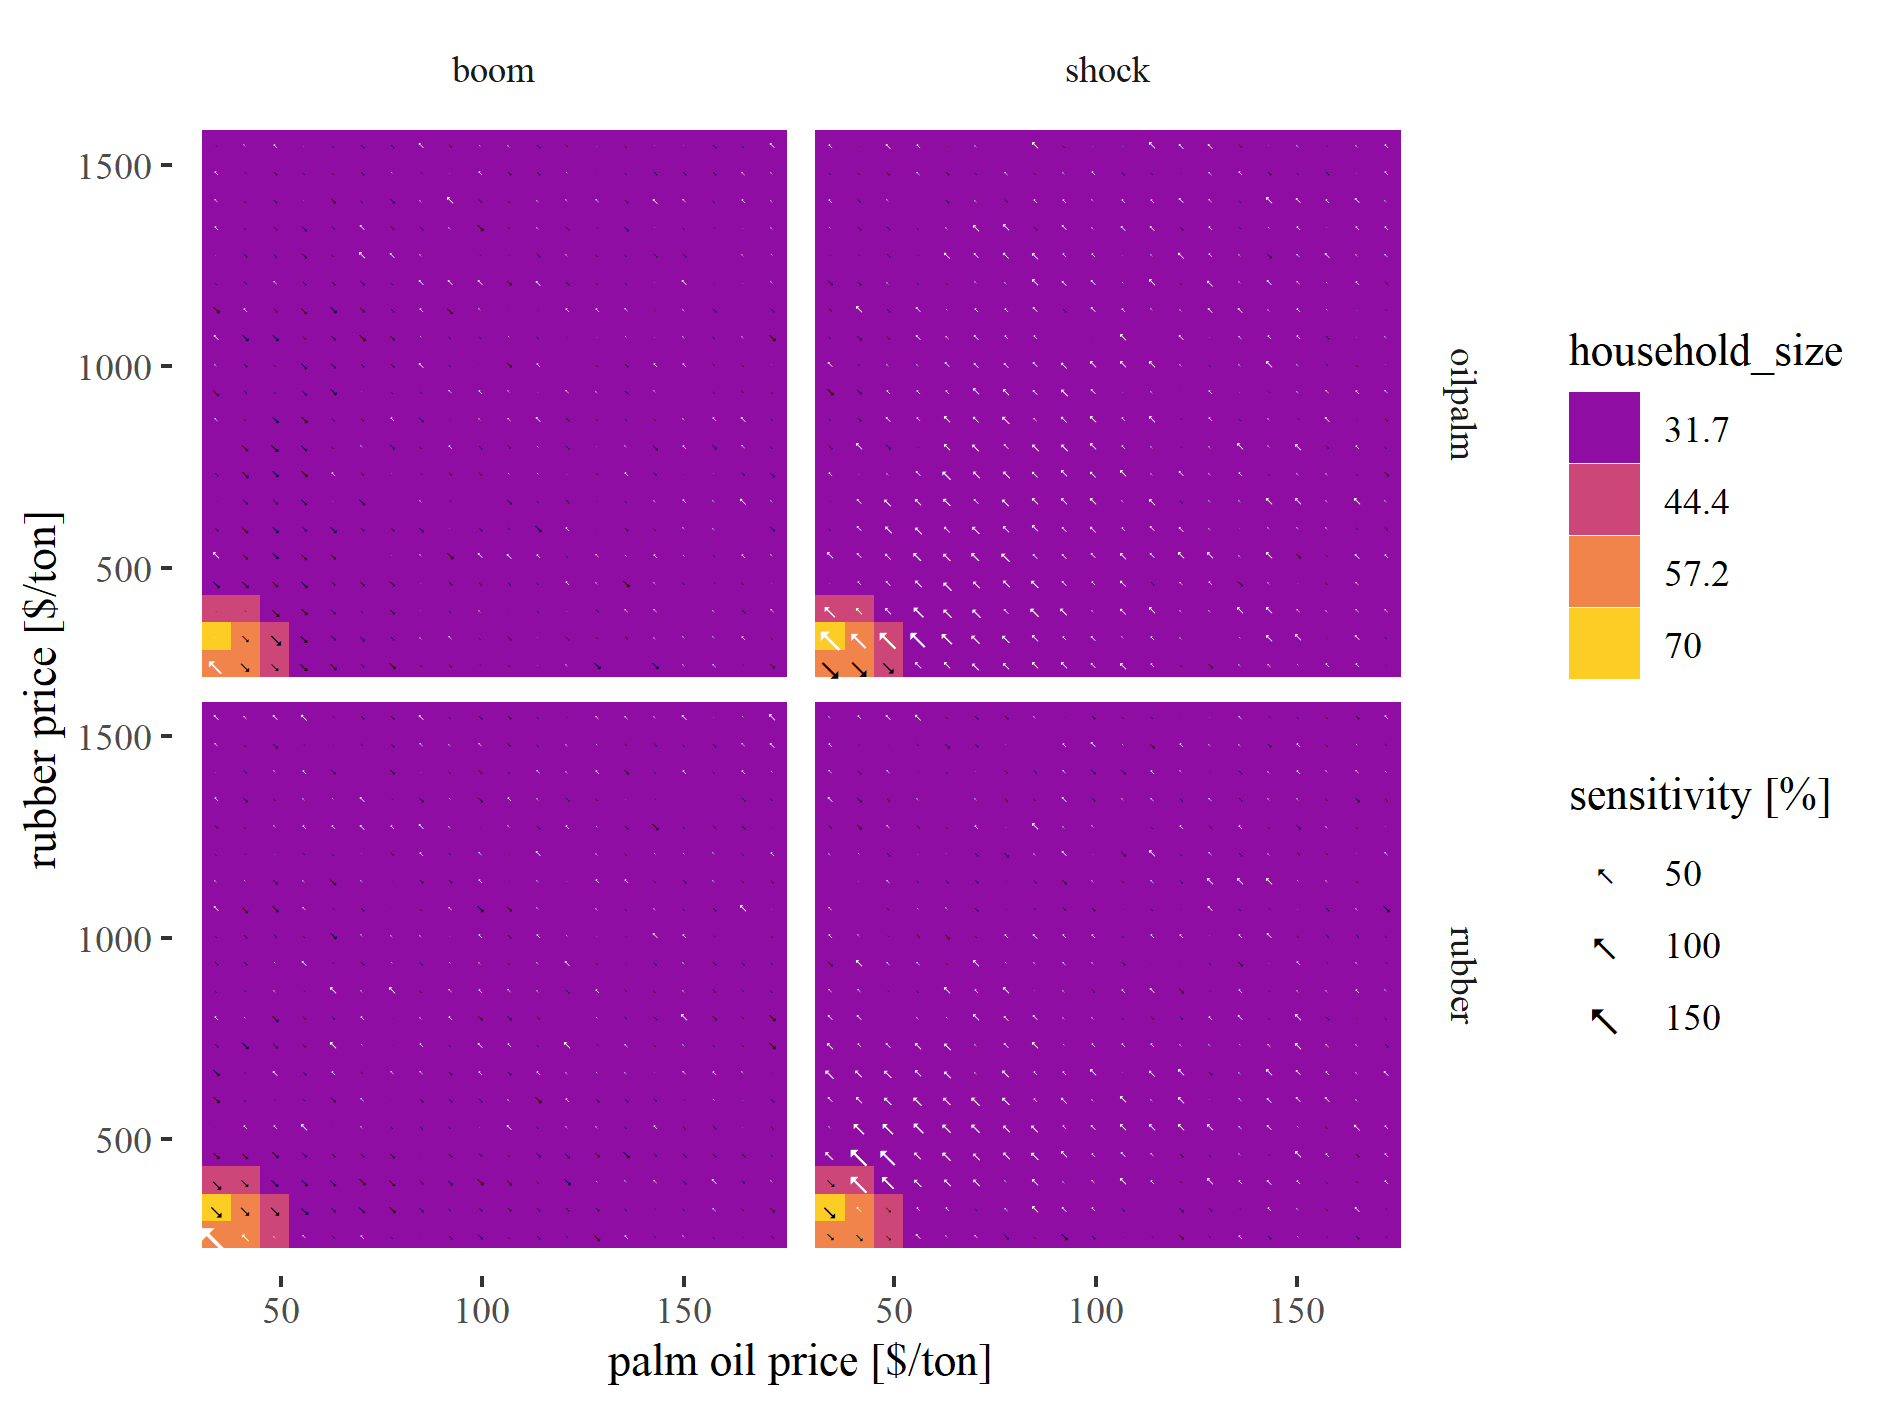 boom
shock
1500
1000
500
oilpalm
1500
1000
500
rubber
rubber price [$/ton]
50
100
150
50
100
150
palm oil price [$/ton]
household_size
31.7
44.4
57.2
70
sensitivity [%]
50
100
150